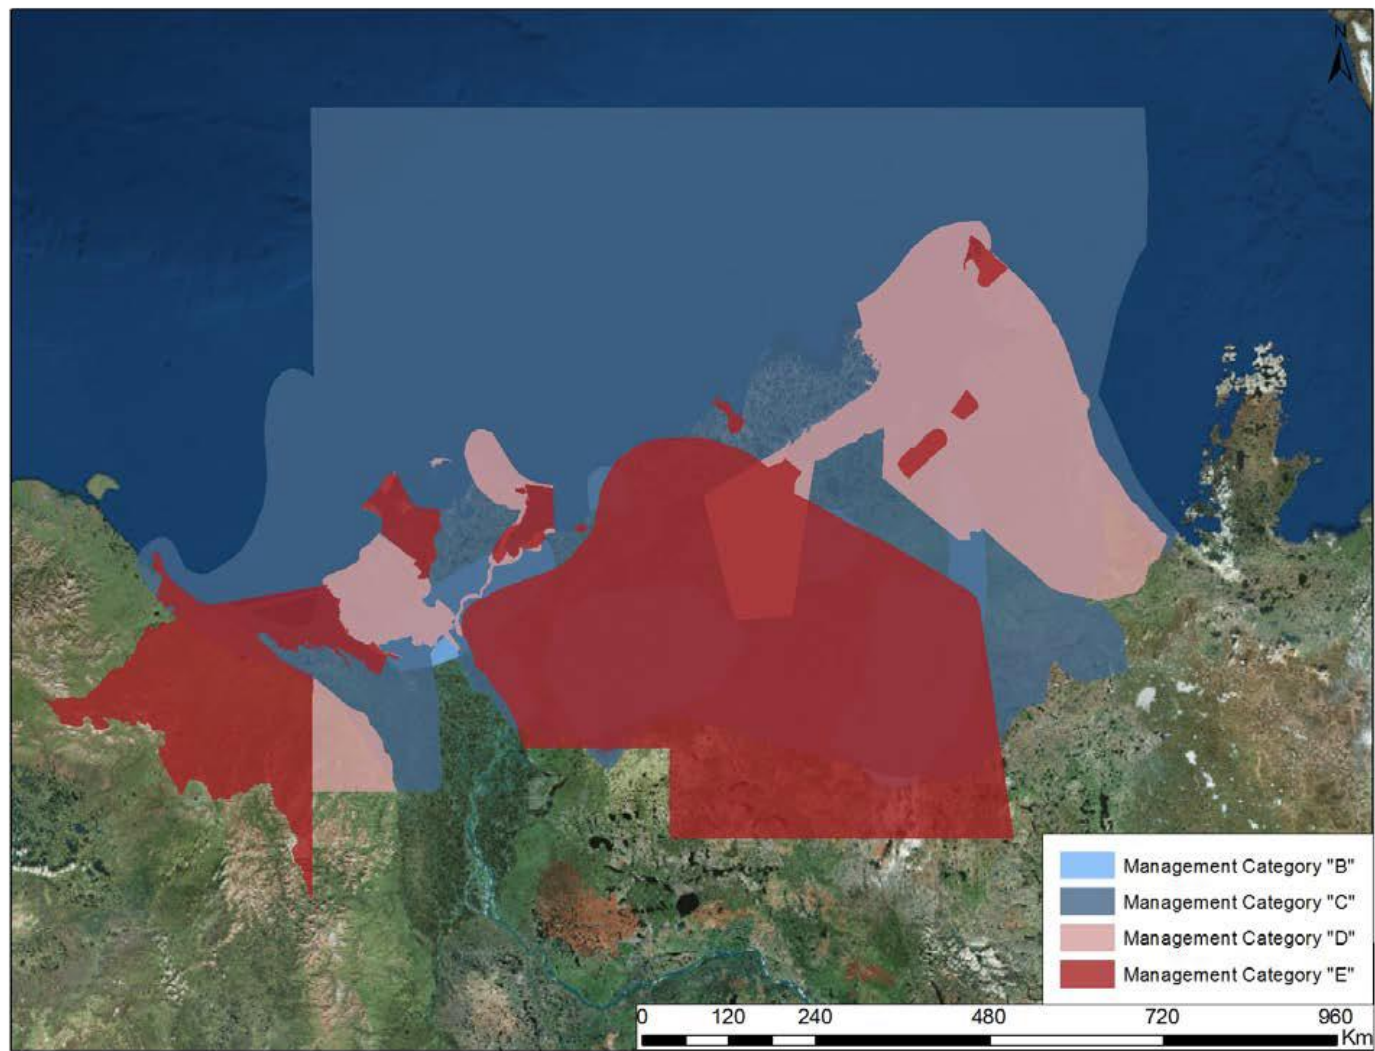 N
Management Category "B"
Management Category "C"
Management Category "D"
Management Category "E"
0 120 240 480 720 960
Km